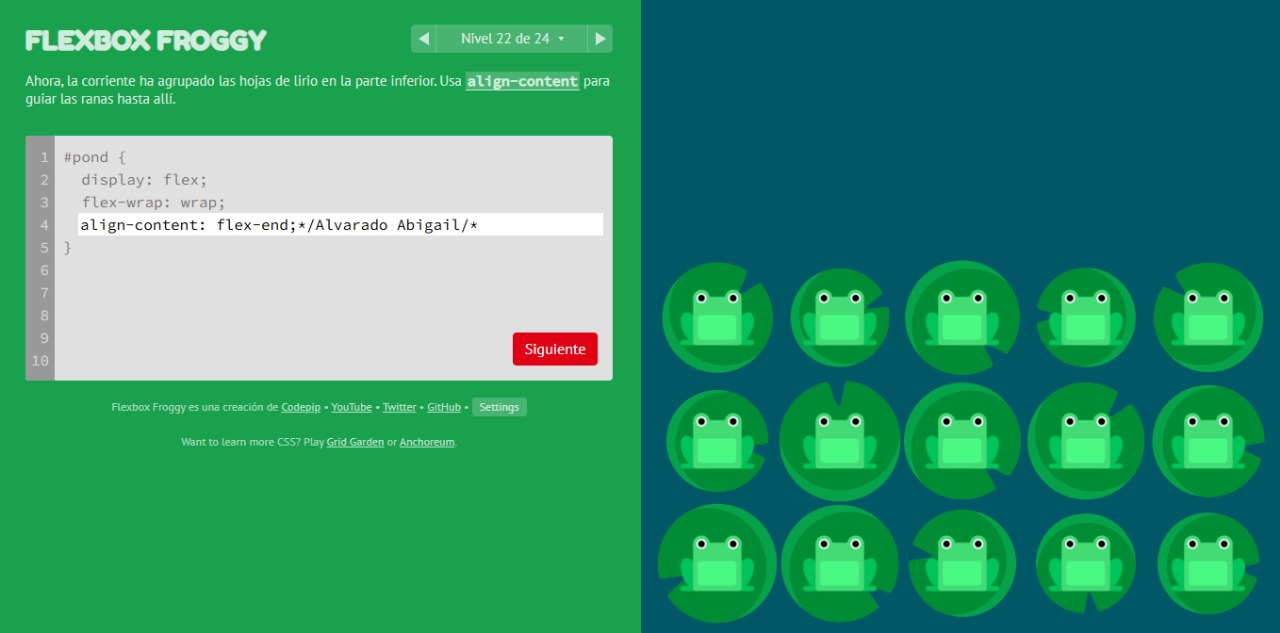 FLEXBOX FROGGY
Nivel 22 de 24
Ahora, la corriente ha agrupado las hojas de lirio en la parte inferior. Usa align-content para
guiar las ranas hasta allí.
1 #pond {
2 display: flex;
3 flex-wrap: wrap;
4 align-content: flex-end;*/Alvarado Abigail/*
5 }
6
7
8
9
10
Siguiente
Flexbox Froggy es una creación de Codepip • YouTube • Twitter • GitHub • Settings
Want to learn more CSS? Play Grid Garden or Anchoreum.